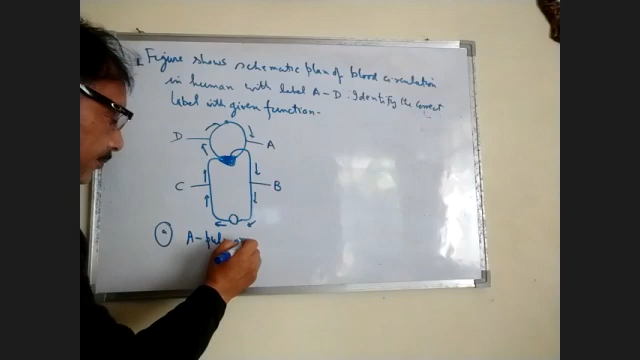 1. Figure shows schematic plan of blood circulation
in human with label A-D. Identify the correct
label with given function.
D
A
C
B
(a) A- pulmo